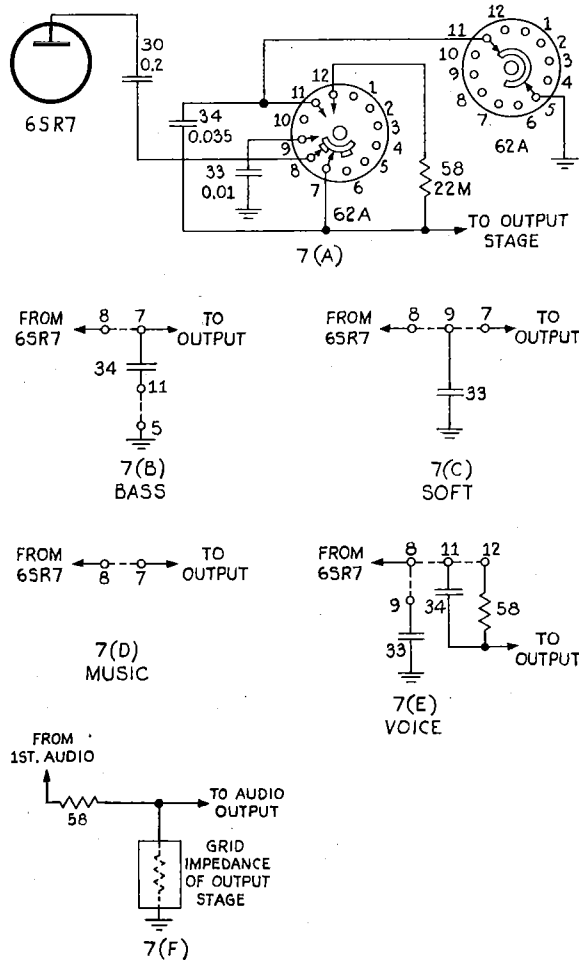 30
0.2
6SR7
34
0.035
33
0.01
12
11
1
10
2
9
3
8
4
7
6
5
62A
58
22M
12
11
1
10
2
9
3
8
4
7
6
5
62A
TO OUTPUT
STAGE
7(A)
FROM
6SR7
8
7
TO
OUTPUT
34
11
5
7(B)
BASS
FROM
6SR7
8
9
7
TO
OUTPUT
33
7(C)
SOFT
FROM
6SR7
8
7
TO
OUTPUT
7(D)
MUSIC
FROM
6SR7
8
11
12
9
34
58
33
TO
OUTPUT
7(E)
VOICE
FROM
1ST. AUDIO
58
TO AUDIO
OUTPUT
GRID
IMPEDANCE
OF OUTPUT
STAGE
7(F)